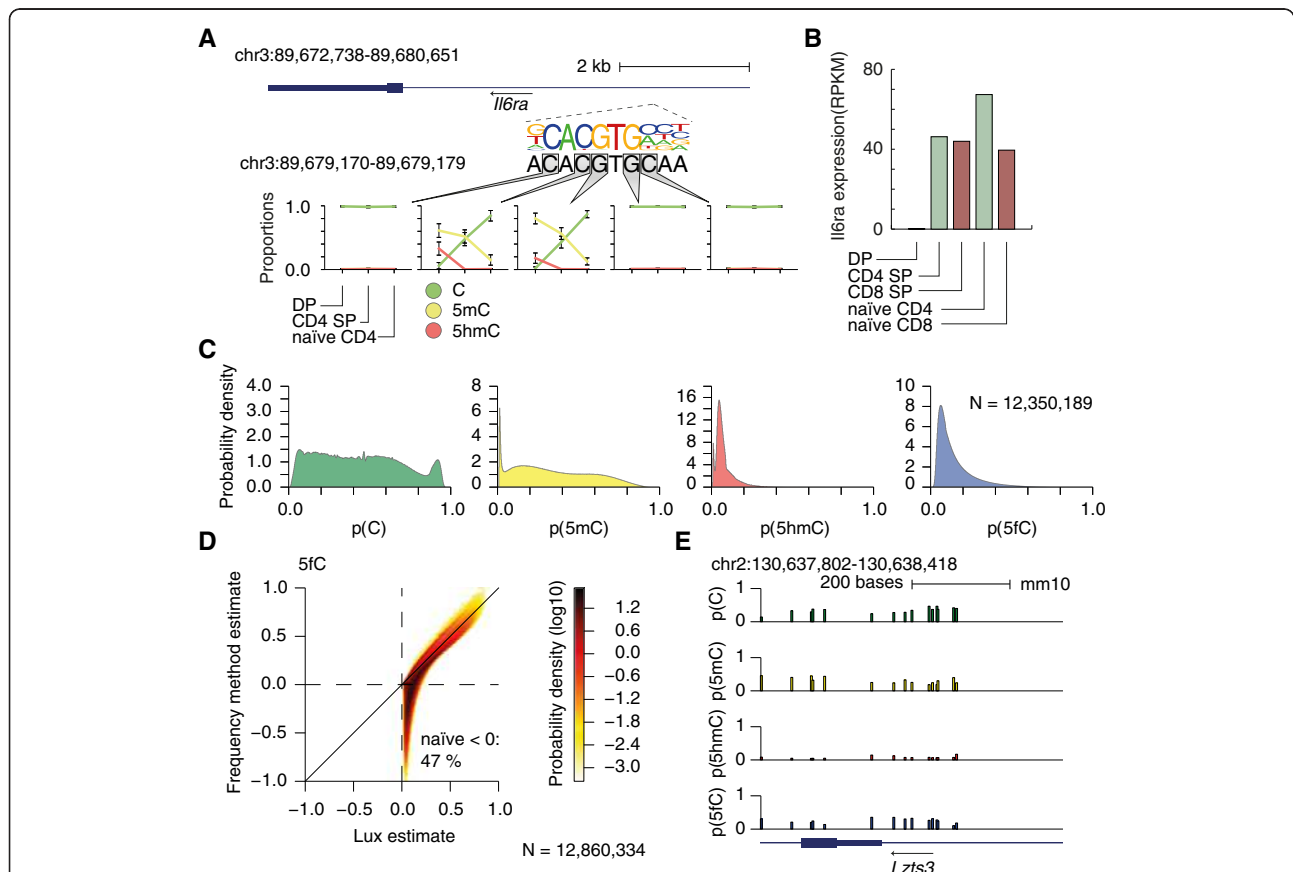 A
chr3:89,672,738-89,680,651
2 kb
Il6ra
CACGTG
chr3:89,679,170-89,679,179
ACACGTGCAA
Proportions
1.0
0.0
DP
CD4 SP
naïve CD4
C
5mC
5hmC
B
Il6ra expression(RPKM)
80
40
0
DP
CD4 SP
CD8 SP
naïve CD4
naïve CD8
C
Probability density
4.0
3.0
2.0
1.0
0.0
0.0 1.0
p(C)
8
6
4
2
0
0.0 1.0
p(5mC)
16
12
8
4
0
0.0 1.0
p(5hmC)
10
8
6
4
2
0
0.0 1.0
p(5fC)
N = 12,350,189
D
5fC
Frequency method estimate
1.0
0.5
0.0
−0.5
−1.0
naïve < 0:
47 %
−1.0 −0.5 0.0 0.5 1.0
Lux estimate
Probability density (log10)
1.2
0.6
0.0
−0.6
−1.2
−1.8
−2.4
−3.0
N = 12,860,334
E
chr2:130,637,802-130,638,418
200 bases mm10
p(C)
1
0
p(5mC)
1
0
p(5hmC)
1
0
p(5fC)
1
0
Lzts3